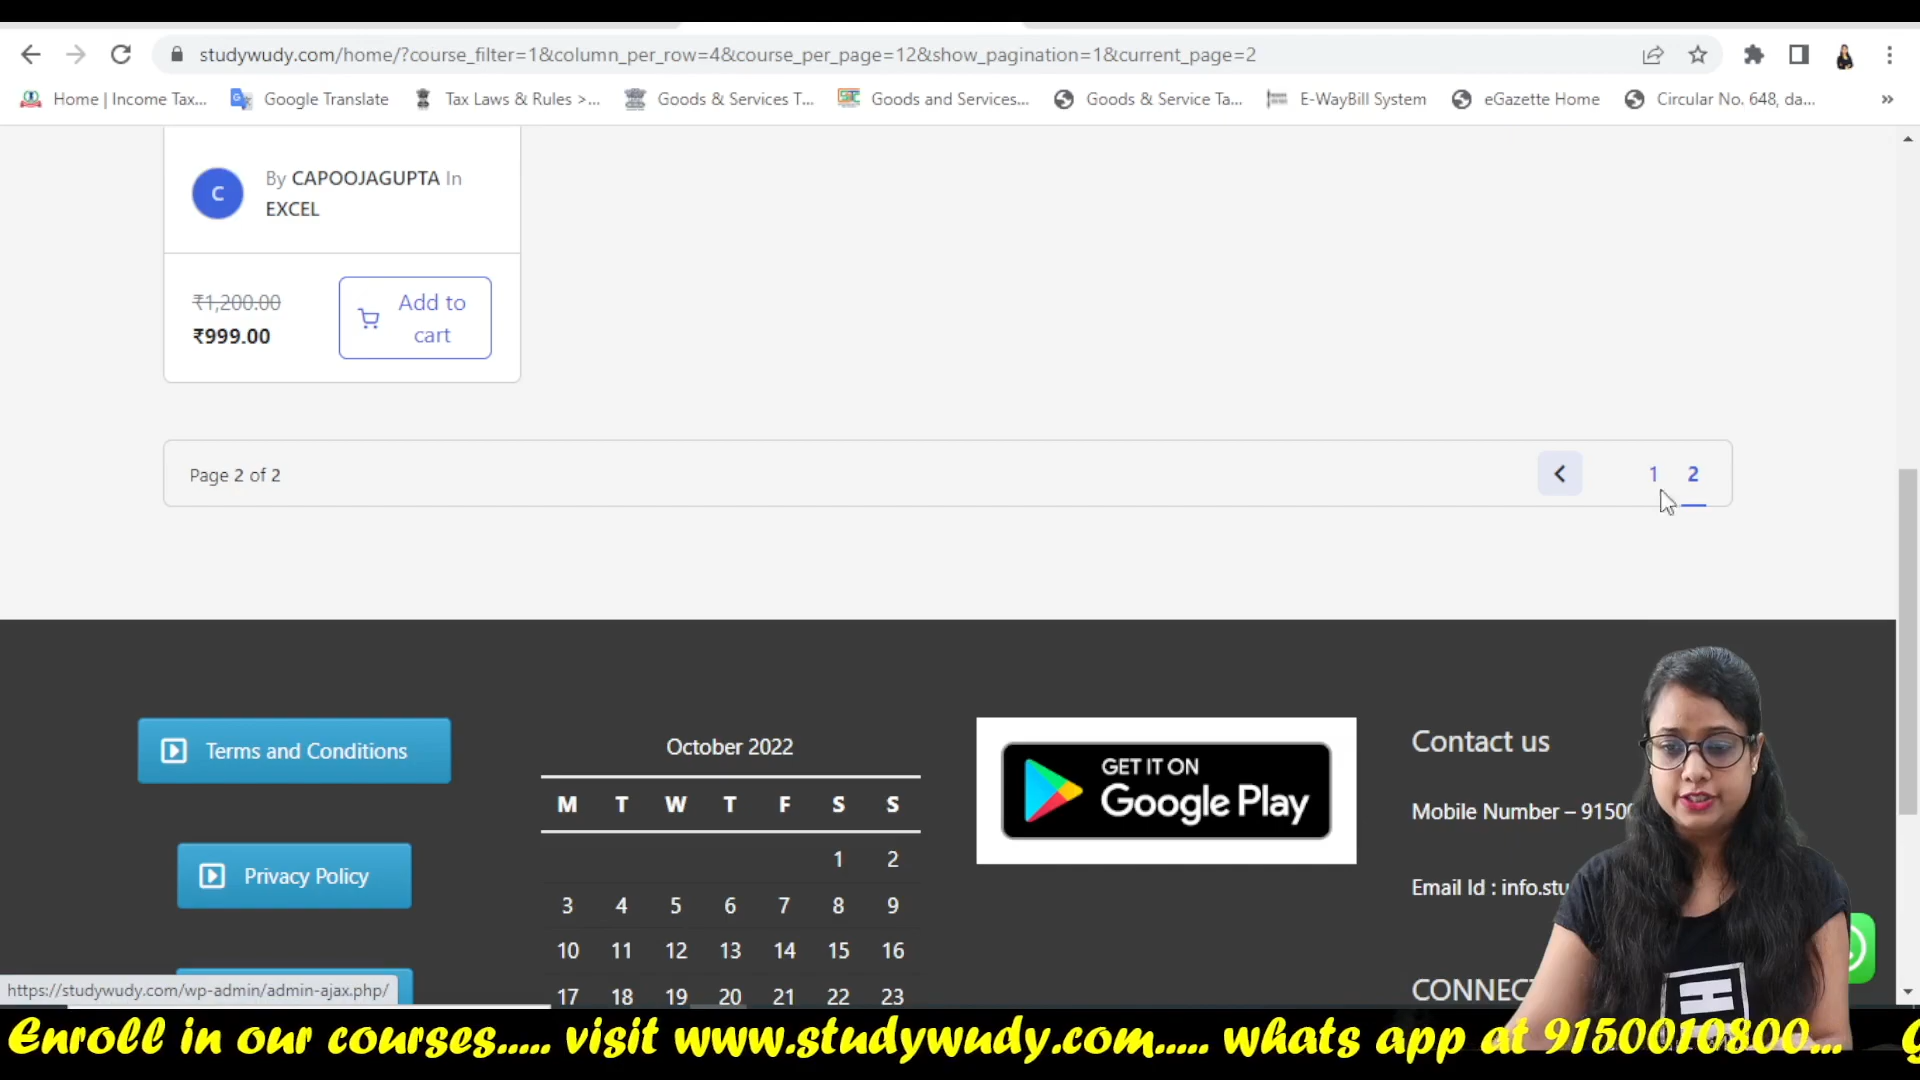 studywudy.com/home/?course_filter=1&column_per_row=4&course_per_page=12&show_pagination=1&current_page=2
Home | Income Tax... Google Translate Tax Laws & Rules >... Goods & Services T... Goods and Services... Goods & Service Ta... E-WayBill System eGazette Home Circular No. 648, da... »
C
By CAPOOJAGUPTA In
EXCEL
₹1,200.00
₹999.00
Add to
cart
Page 2 of 2
1 2
Terms and Conditions
Privacy Policy
October 2022
M T W T F S S
1 2
3 4 5 6 7 8 9
10 11 12 13 14 15 16
17 18 19 20 21 22 23
GET IT ON
Google Play
Contact us
Mobile Number – 9150
Email Id : info.stu
CONNEC
https://studywudy.com/wp-admin/admin-ajax.php/
Enroll in our courses..... visit www.studywudy.com..... whats app at 9150010800...